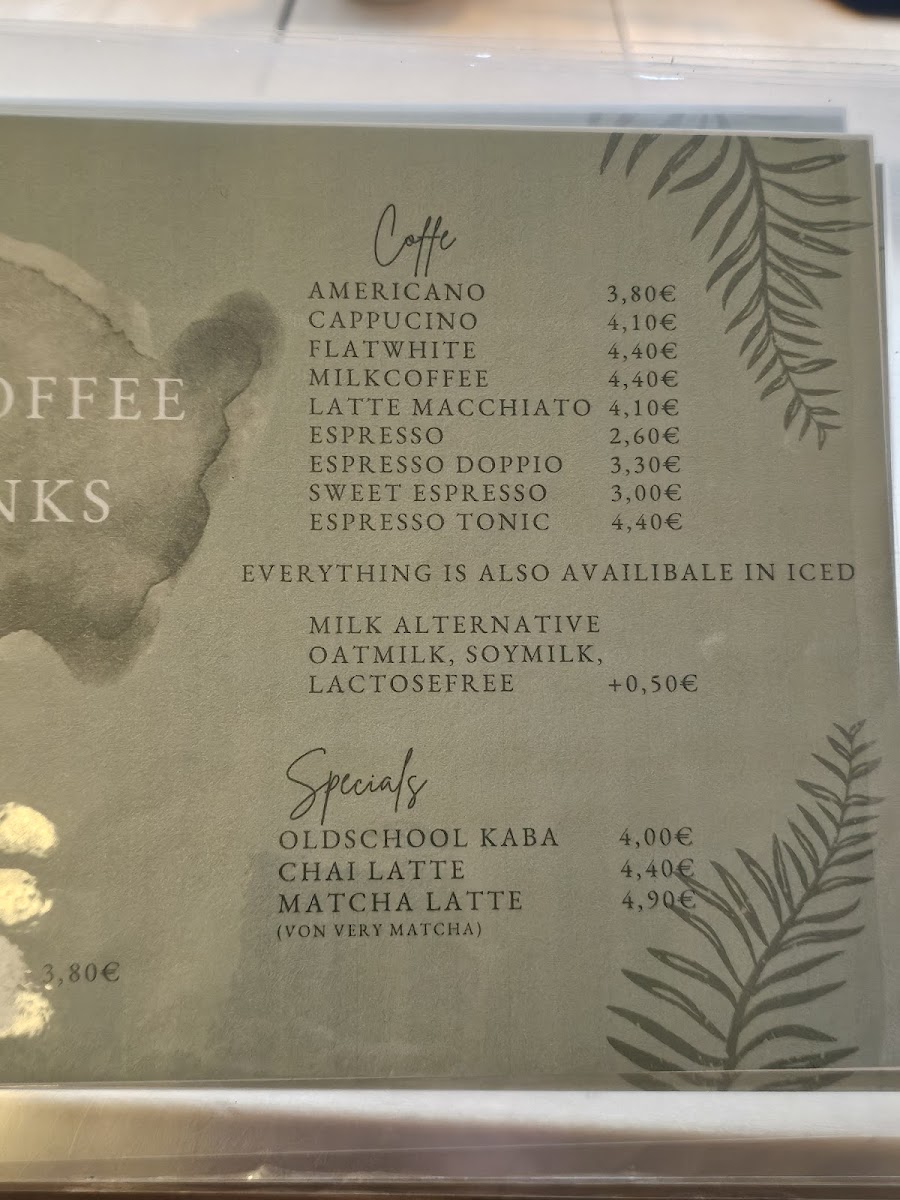 OFFEE
NKS
3,80€
Coffe
AMERICANO 3,80€
CAPPUCINO 4,10€
FLATWHITE 4,40€
MILKCOFFEE 4,40€
LATTE MACCHIATO 4,10€
ESPRESSO 2,60€
ESPRESSO DOPPIO 3,30€
SWEET ESPRESSO 3,00€
ESPRESSO TONIC 4,40€
EVERYTHING IS ALSO AVAILIBALE IN ICED
MILK ALTERNATIVE
OATMILK, SOYMILK,
LACTOSEFREE +0,50€
Specials
OLDSCHOOL KABA 4,00€
CHAI LATTE 4,40€
MATCHA LATTE 4,90€
(VON VERY MATCHA)